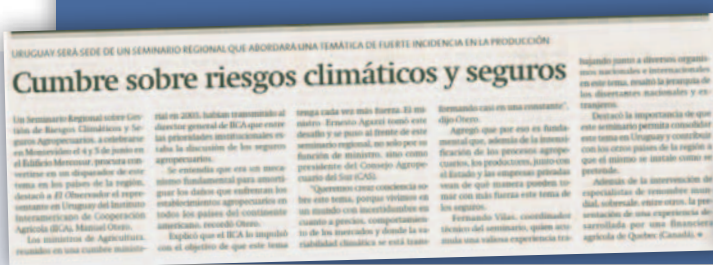 URUGUAY SERÁ SEDE DE UN SEMINARIO REGIONAL QUE ABORDARÁ UNA TEMÁTICA DE FUERTE INCIDENCIA EN LA PRODUCCIÓN
Cumbre sobre riesgos climáticos y seguros
Un Seminario Regional sobre Ges-
tión de Riesgos Climáticos y Se-
guros Agropecuarios, a celebrarse
en Montevideo el 4 y 5 de junio en
el Edificio Mercosur, procura con-
vertirse en un disparador de este
tema en los países de la región,
destacó a El Observador el repre-
sentante en Uruguay del Instituto
Interamericano de Cooperación
Agrícola (IICA), Manuel Otero.
Los ministros de Agricultura,
reunidos en una cumbre ministe-
rial en 2003, habían transmitido al
director general de IICA que entre
las prioridades institucionales es-
taba la discusión de los seguros
agropecuarios.
Se entendía que era un meca-
nismo fundamental para amorti-
guar los daños que enfrentan los
establecimientos agropecuarios en
todos los países del continente
americano, recordó Otero.
Explicó que el IICA lo impulsó
con el objetivo de que este tema
tenga cada vez más fuerza. El mi-
nistro Ernesto Agazzi tomó este
desafío y se puso al frente de este
seminario regional, no solo por su
función de ministro, sino como
presidente del Consejo Agrope-
cuario del Sur (CAS).
"Queremos crear conciencia so-
bre este tema, porque vivimos en
un mundo con incertidumbres en
cuanto a precios, comportamien-
to de los mercados y donde la va-
riabilidad climática se está trans-
formando casi en una constante",
dijo Otero.
Agregó que por eso es funda-
mental que, además de la inten-
sificación de los procesos agrope-
cuarios, los productores, junto con
el Estado y las empresas privadas
vean de qué manera pueden to-
mar con más fuerza este tema de
los seguros.
Fernando Vilas, coordinador
técnico del seminario, quien acu-
mula una valiosa experiencia tra-
bajando junto a diversos organis-
mos nacionales e internacionales
en este tema, resaltó la jerarquía de
los disertantes nacionales y ex-
tranjeros.
Destacó la importancia de que
este seminario permita consolidar
este tema en Uruguay y contribuir
con los otros países de la región a
que el mismo se instale como se
pretende.
Además de la intervención de
especialistas de renombre mun-
dial, sobresale, entre otros, la pre-
sentación de una experiencia de-
sarrollada por una financiera
agrícola de Quebec (Canadá).